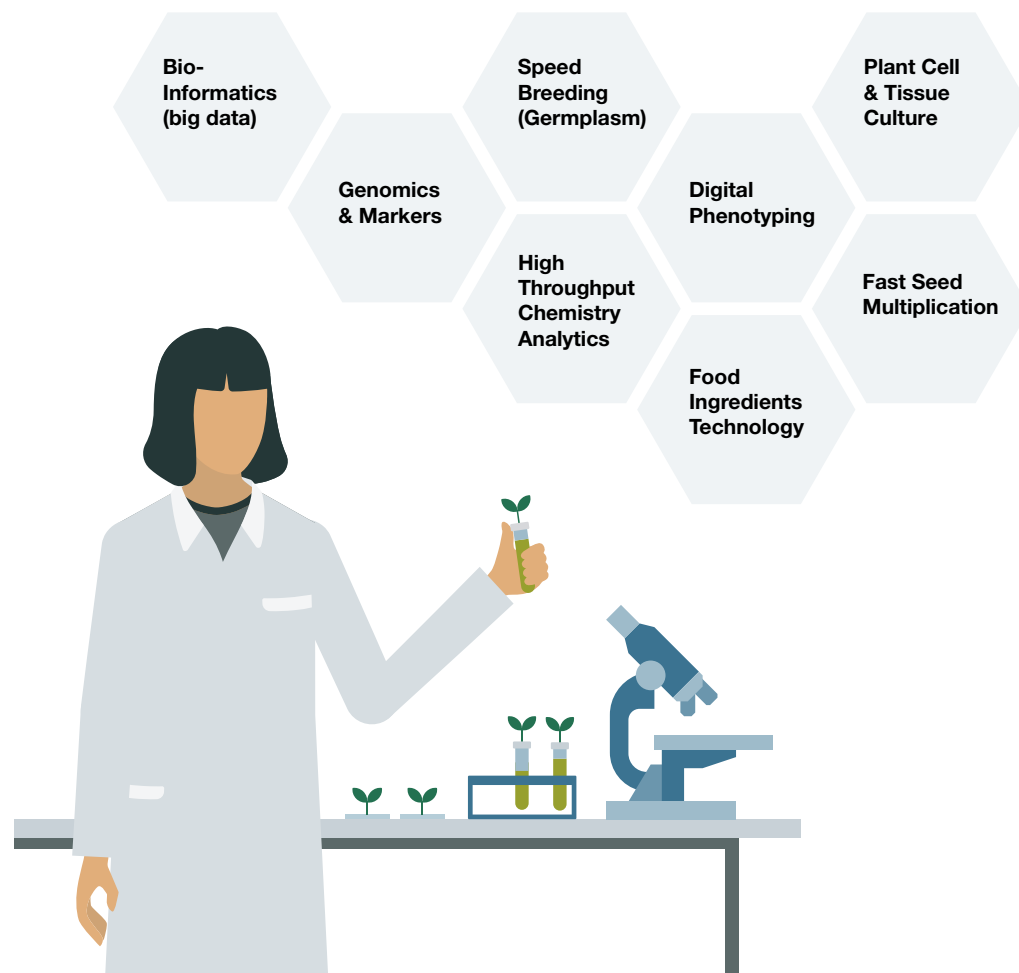 Bio-
Informatics
(big data)
Speed
Breeding
(Germplasm)
Plant Cell
& Tissue
Culture
Genomics
& Markers
Digital
Phenotyping
High
Throughput
Chemistry
Analytics
Fast Seed
Multiplication
Food
Ingredients
Technology